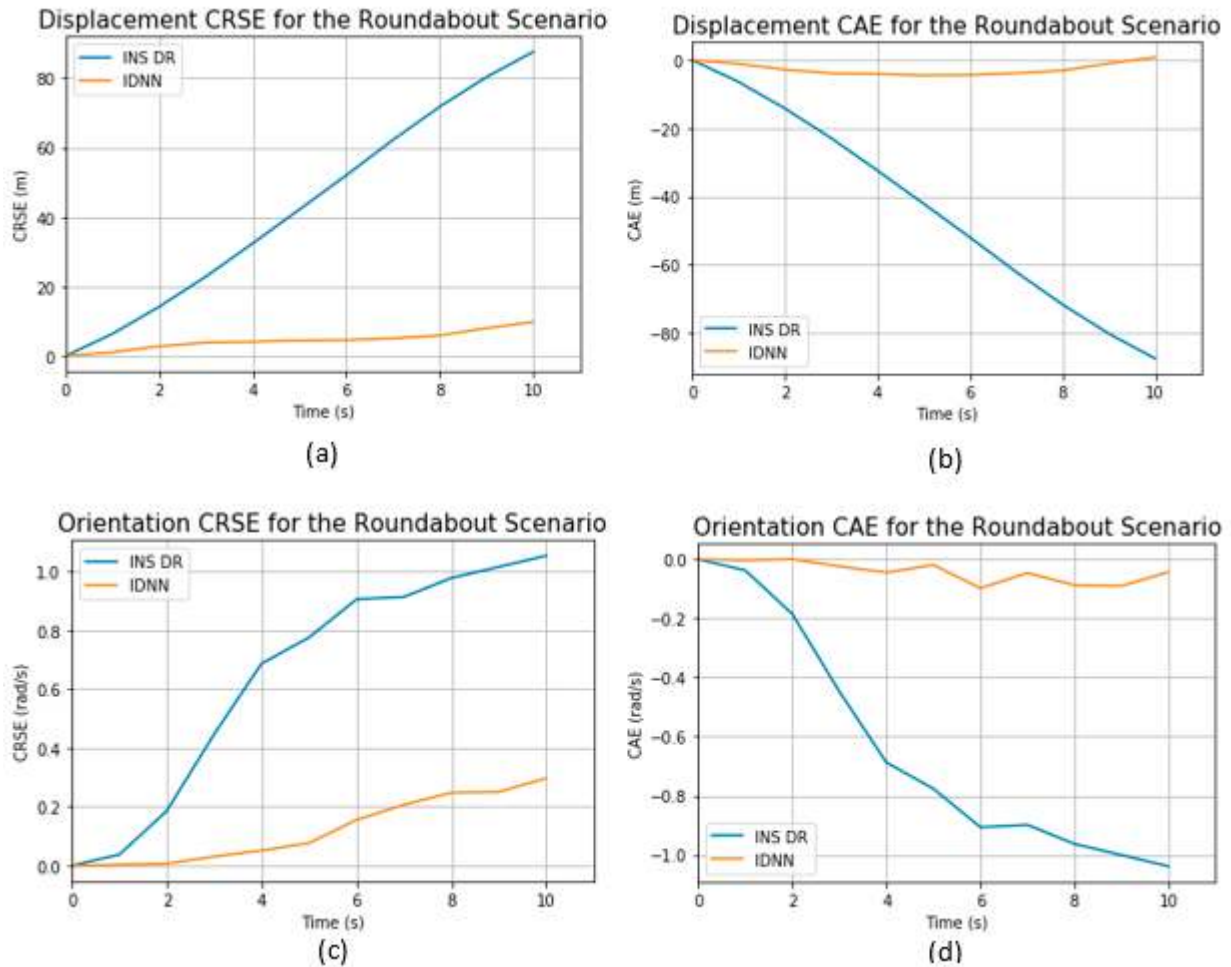 Displacement CRSE for the Roundabout Scenario
INS DR
IDNN
80
60
40
20
0
CRSE (m)
0 2 4 6 8 10
Time (s)
(a)
Displacement CAE for the Roundabout Scenario
0
−20
−40
−60
−80
CAE (m)
INS DR
IDNN
0 2 4 6 8 10
Time (s)
(b)
Orientation CRSE for the Roundabout Scenario
INS DR
IDNN
1.0
0.8
0.6
0.4
0.2
0.0
CRSE (rad/s)
0 2 4 6 8 10
Time (s)
(c)
Orientation CAE for the Roundabout Scenario
0.0
−0.2
−0.4
−0.6
−0.8
−1.0
CAE (rad/s)
INS DR
IDNN
0 2 4 6 8 10
Time (s)
(d)